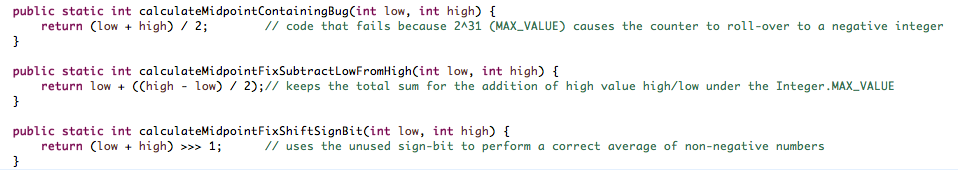 public static int calculateMidpointContainingBug(int low, int high) {
return (low + high) / 2; // code that fails because 2^31 (MAX_VALUE) causes the counter to roll-over to a negative integer
}
public static int calculateMidpointFixSubtractLowFromHigh(int low, int high) {
return low + ((high - low) / 2);// keeps the total sum for the addition of high value high/low under the Integer.MAX_VALUE
}
public static int calculateMidpointFixShiftSignBit(int low, int high) {
return (low + high) >>> 1; // uses the unused sign-bit to perform a correct average of non-negative numbers
}